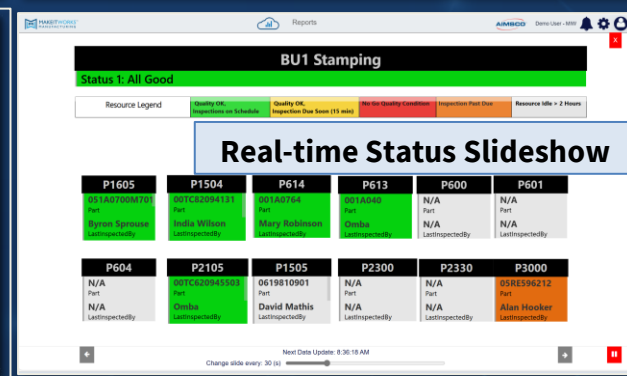 MAKEITWORKS
MANUFACTURING
Reports
AIMSCO
Demo User - MIW
X
BU1 Stamping
Status 1: All Good
Resource Legend
Quality OK,
Inspections on Schedule
Quality OK,
Inspection Due Soon (15 min)
No Go Quality Condition
Inspection Past Due
Resource Idle > 2 Hours
Real-time Status Slideshow
P1605
051A0700M701
Part
Byron Sprouse
LastInspectedBy
P1504
00TC82094131
Part
India Wilson
LastInspectedBy
P614
001A0764
Part
Mary Robinson
LastInspectedBy
P613
001A040
Part
Omba
LastInspectedBy
P600
N/A
Part
N/A
LastInspectedBy
P601
N/A
Part
N/A
LastInspectedBy
P604
N/A
Part
N/A
LastInspectedBy
P2105
00TC620945503
Part
Omba
LastInspectedBy
P1505
0619810901
Part
David Mathis
LastInspectedBy
P2300
N/A
Part
N/A
LastInspectedBy
P2330
N/A
Part
N/A
LastInspectedBy
P3000
05RE596212
Part
Alan Hooker
LastInspectedBy
Next Data Update: 8:36:18 AM
Change slide every: 30 (s)